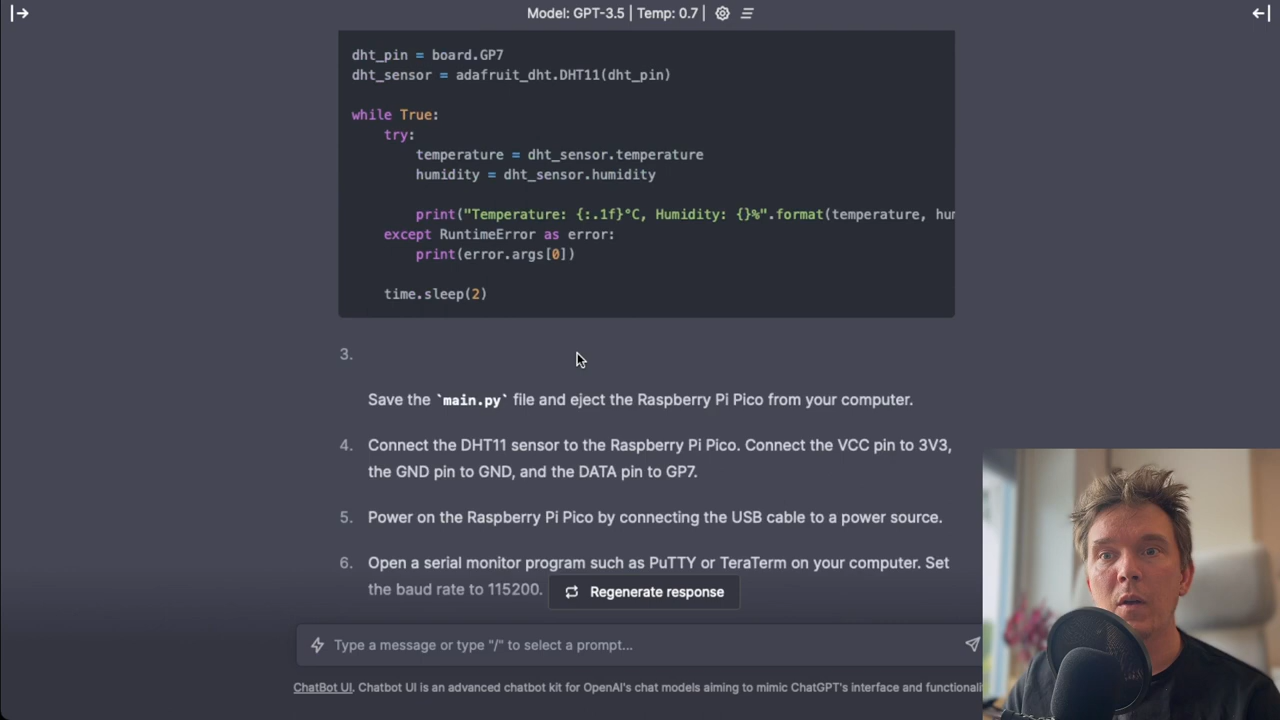 Model: GPT-3.5 | Temp: 0.7 |
dht_pin = board.GP7
dht_sensor = adafruit_dht.DHT11(dht_pin)
while True:
try:
temperature = dht_sensor.temperature
humidity = dht_sensor.humidity
print("Temperature: {:.1f}°C, Humidity: {}%".format(temperature, hum
except RuntimeError as error:
print(error.args[0])
time.sleep(2)
3.
Save the `main.py` file and eject the Raspberry Pi Pico from your computer.
4. Connect the DHT11 sensor to the Raspberry Pi Pico. Connect the VCC pin to 3V3,
the GND pin to GND, and the DATA pin to GP7.
5. Power on the Raspberry Pi Pico by connecting the USB cable to a power source.
6. Open a serial monitor program such as PuTTY or TeraTerm on your computer. Set
the baud rate to 115200.
Regenerate response
Type a message or type "/" to select a prompt...
ChatBot UI. Chatbot UI is an advanced chatbot kit for OpenAI's chat models aiming to mimic ChatGPT's interface and functionali